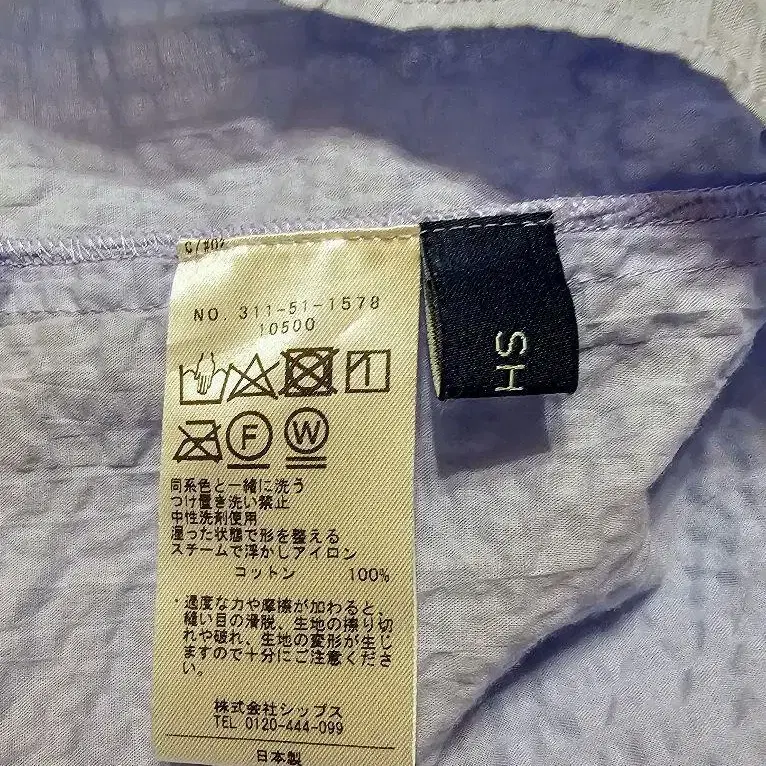 NO. 311-51-1578
10500
F
W
同系色と一緒に洗う
つけ置き洗い禁止
中性洗剤使用
湿った状態で形を整える
スチームで浮かしアイロン
コットン 100%
・過度な力や摩擦が加わると、
縫い目の滑脱、生地の擦り切
れや破れ、生地の変形が生じ
ますので十分にご注意くださ
い。
株式会社シップス
TEL 0120-444-099
日本製
SH